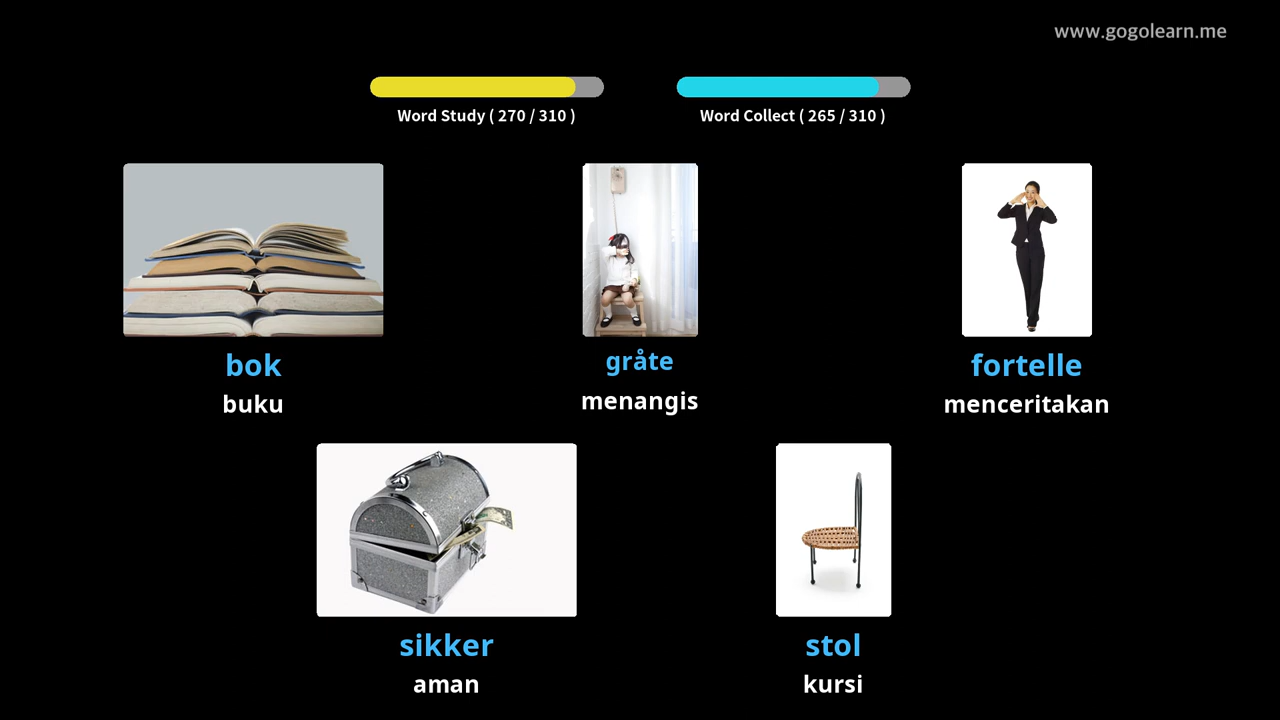 www.gogolearn.me
Word Study ( 270 / 310 )
Word Collect ( 265 / 310 )
bok
buku
gråte
menangis
fortelle
menceritakan
sikker
aman
stol
kursi